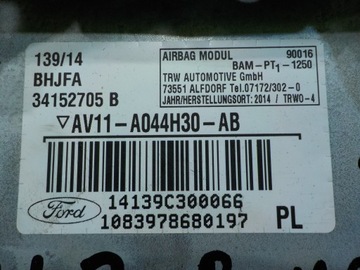 139/14
BHJFA
34152705 B
AIRBAG MODUL 90016
BAM-PT1-1250
TRW AUTOMOTIVE GmbH
73551 ALFDORF Tel.07172/302-0
JAHR/HERSTELLUNGSORT: 2014 / TRWO-4
▽AV11-A044H30-AB
Ford
14139C300066
1083978680197
PL